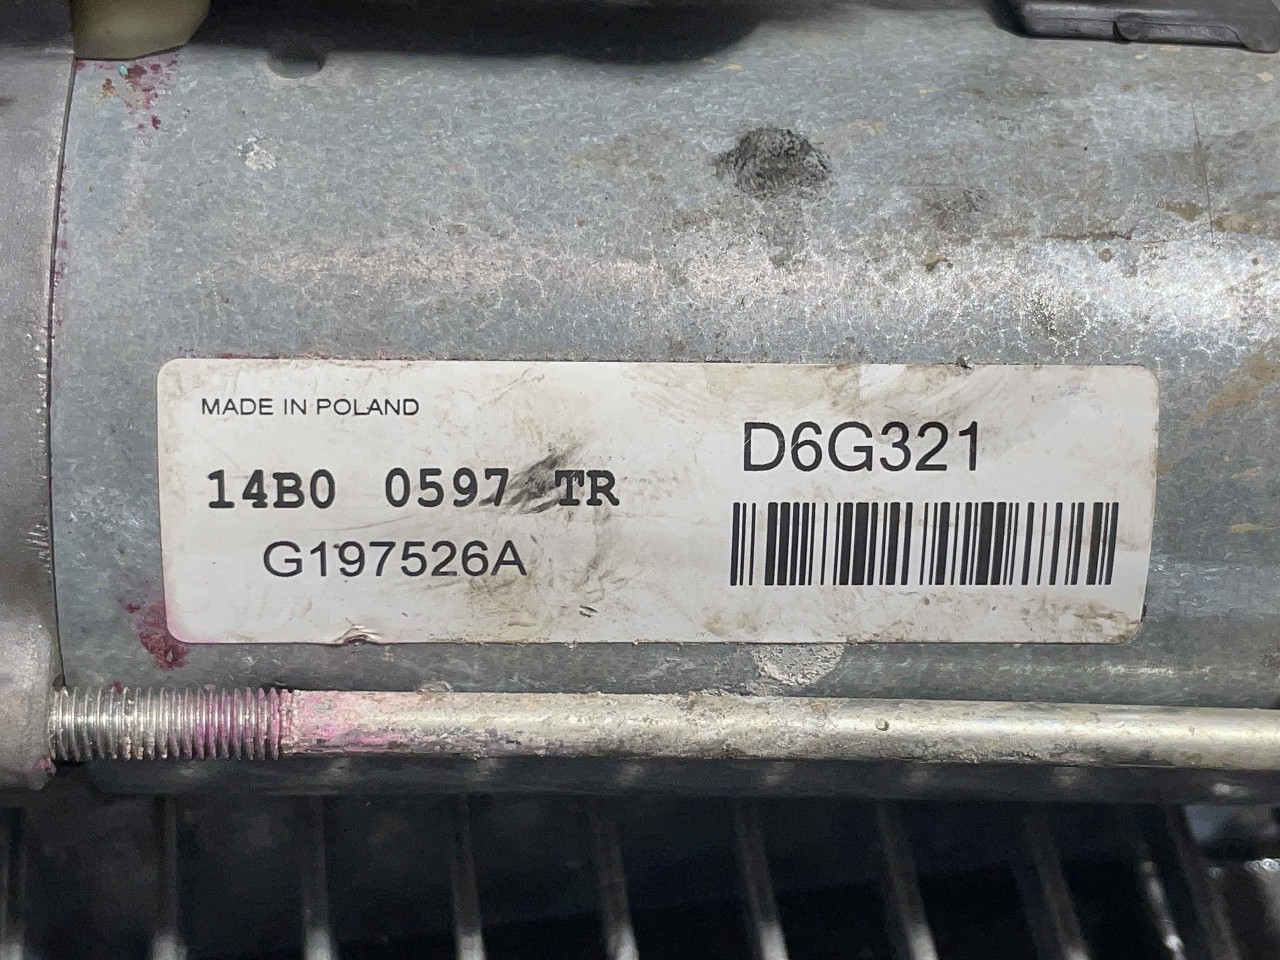 MADE IN POLAND
14B0 0597 TR
G197526A
D6G321